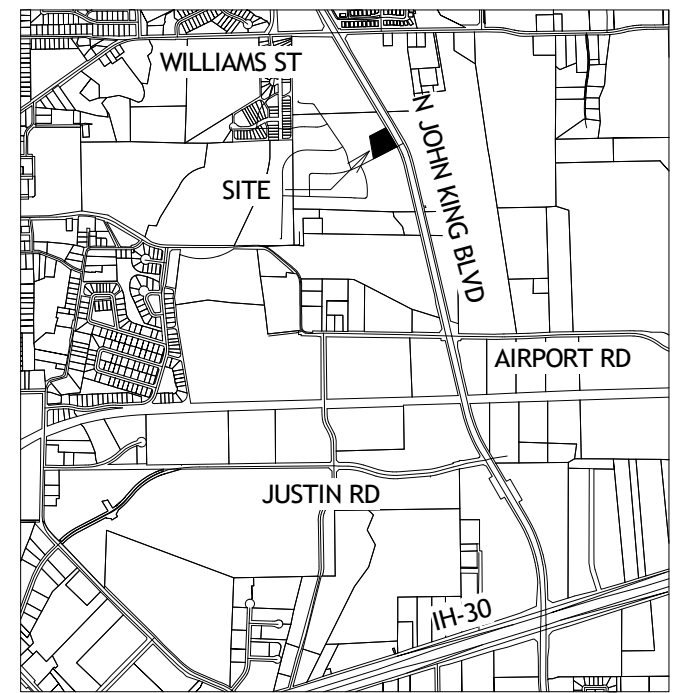 WILLIAMS ST
N JOHN KING BLVD
SITE
AIRPORT RD
JUSTIN RD
IH-30